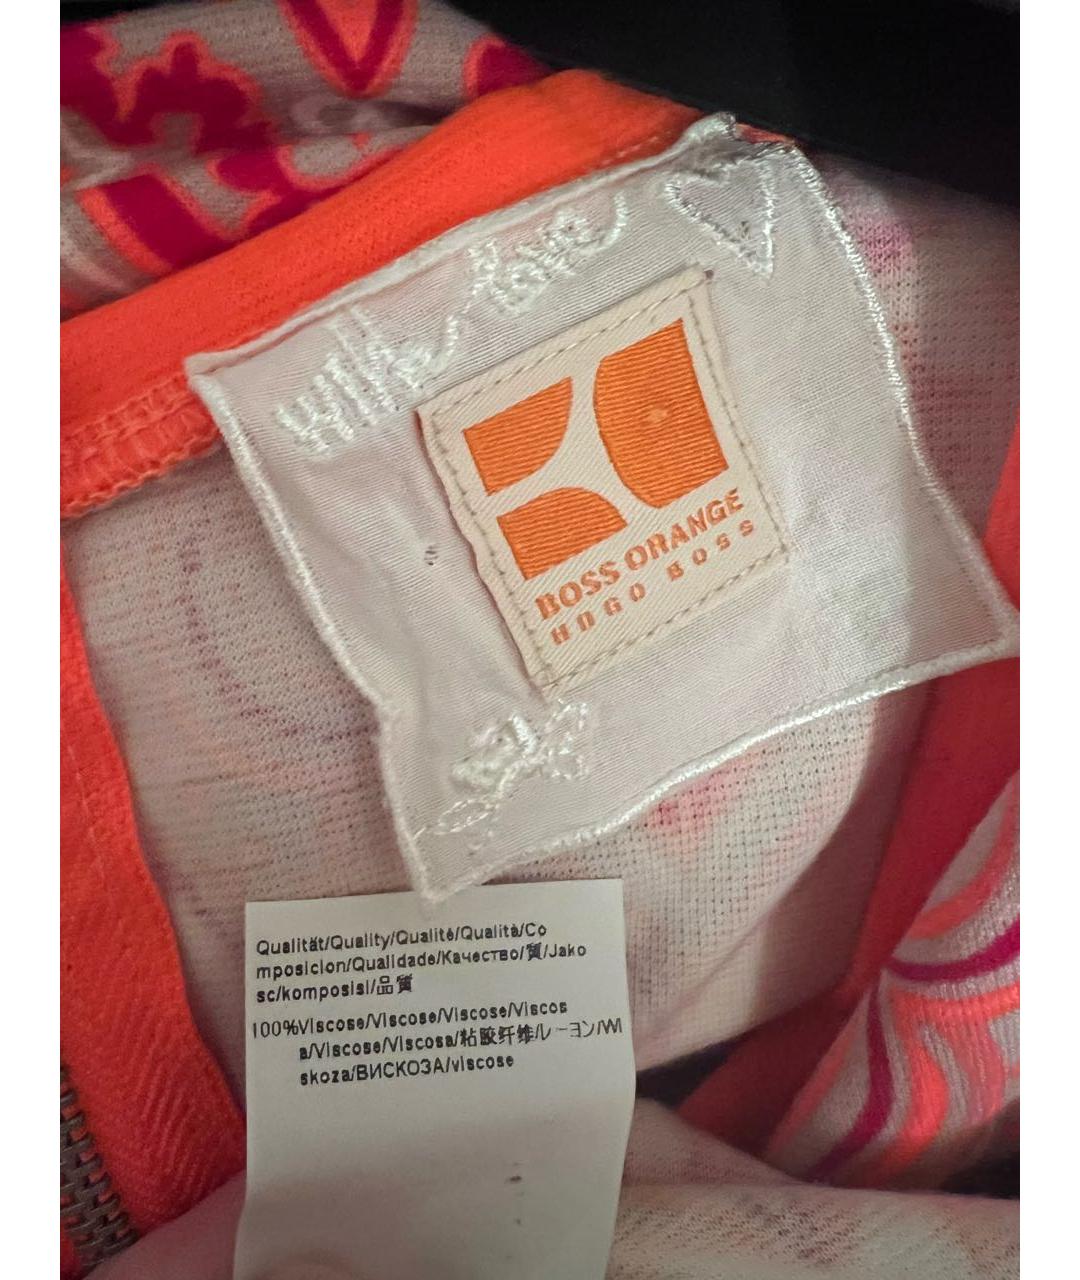 with love
BOSS ORANGE
HUGO BOSS
Qualität/Quality/Qualité/Qualità/Co
mposicion/Qualidade/Качество/質/Jako
sc/komposisi/品質
100%Viscose/Viscose/Viscose/Viscos
a/Viscose/Viscosa/粘胶纤维/レーヨン/Wi
skoza/ВИСКОЗА/viscose